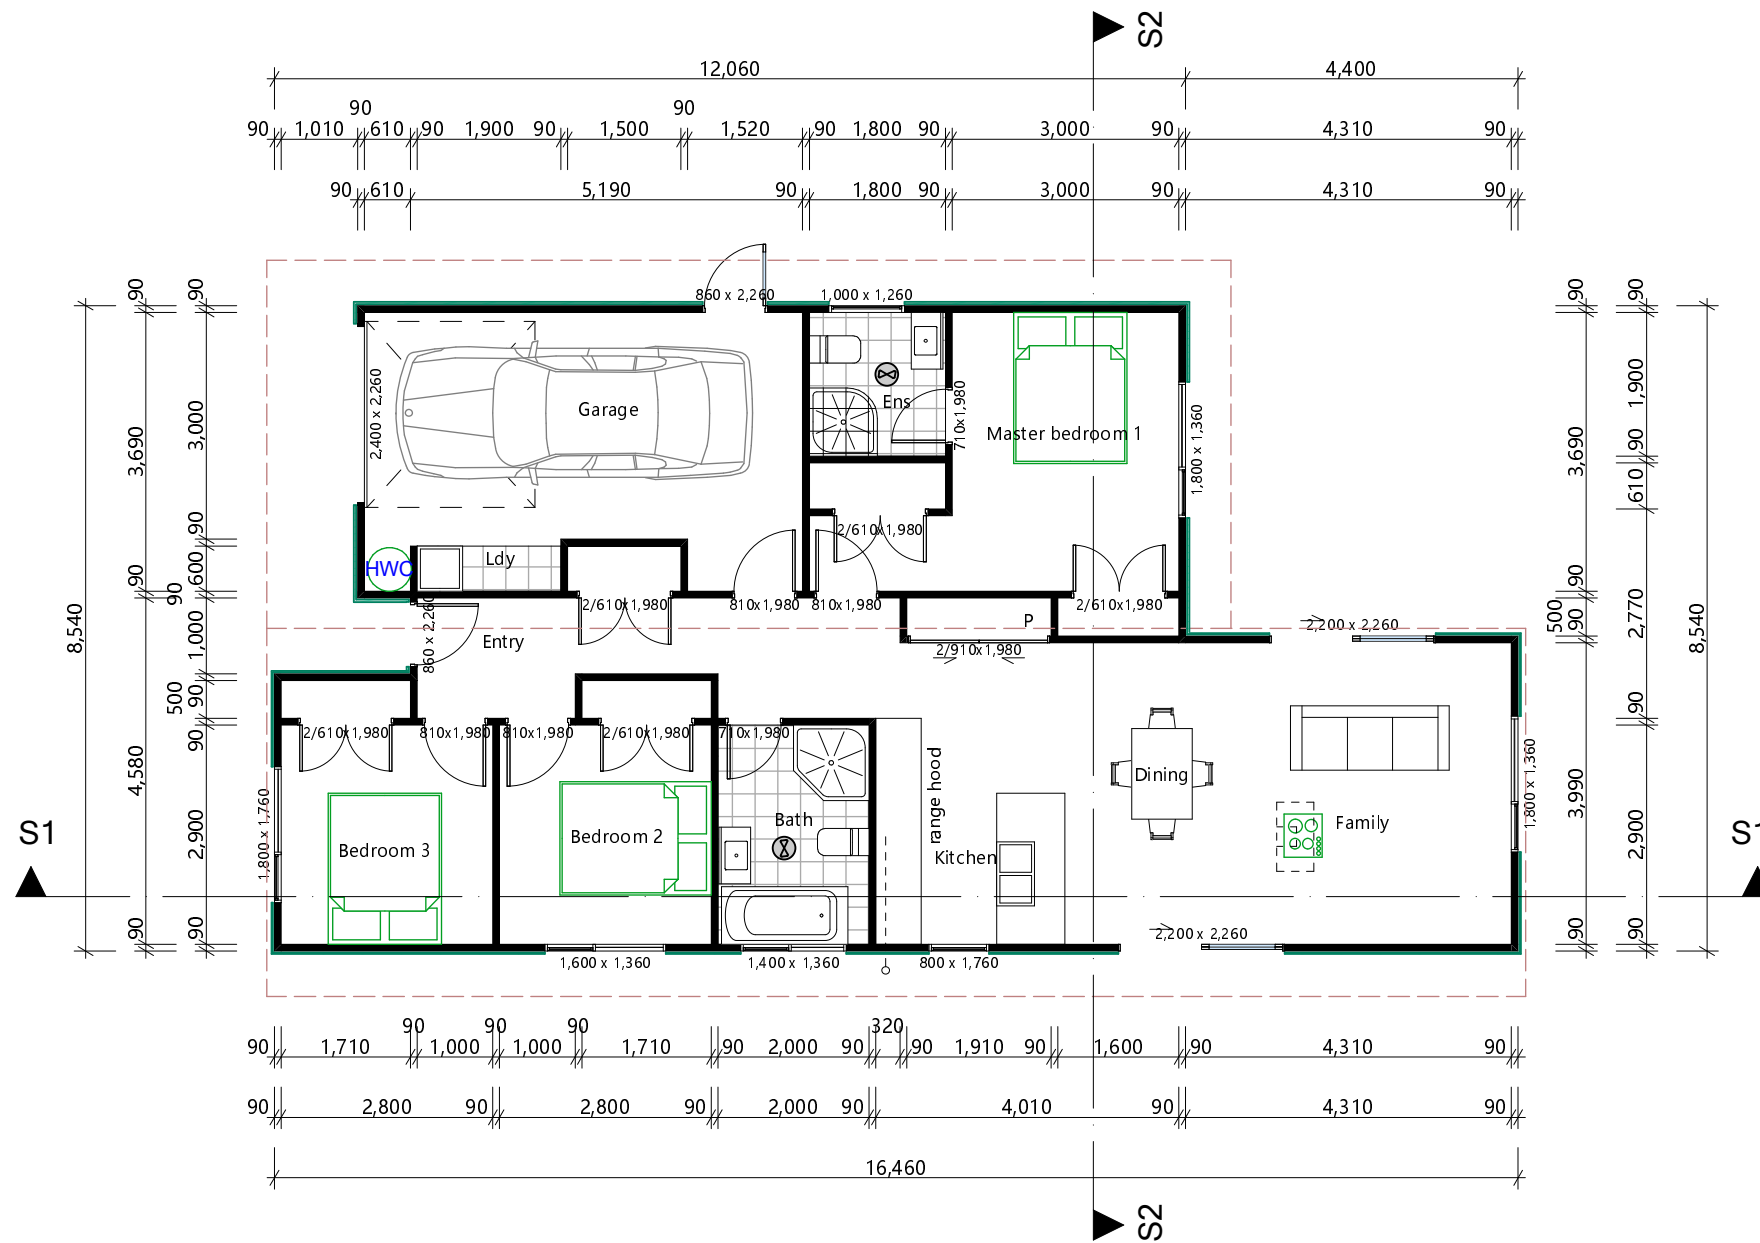 S2
12,060 4,400
90 90
90 1,010 610 90 1,900 90 1,500 1,520 90 1,800 90 3,000 90 4,310 90
90 610 5,190 90 1,800 90 3,000 90 4,310 90
860 x 2,260 1,000 x 1,260
2,400 x 2,260
Garage
Ens
710x1,980
Master bedroom 1
1,800 x 1,360
2/610x1,980
HWC
Ldy
2/610x1,980 810x1,980 810x1,980 2/610x1,980
860 x 2,260
Entry
P
2/910x1,980
2,200 x 2,260
2/610x1,980 810x1,980 810x1,980 2/610x1,980 710x1,980
1,800 x 1,760
Bedroom 3
Bedroom 2
Bath
range hood
Kitchen
Dining
Family
1,800 x 1,360
2,200 x 2,260
1,600 x 1,360 1,400 x 1,360 800 x 1,760
8,540
90 3,690 90 4,580 90
90 3,000 90 600 90 1,000 90 500 90 2,900 90
90 3,690 90 500 90 3,990 90
90 1,900 90 610 2,770 90 2,900 90
8,540
S1
S1
90 90 90 320
90 1,710 1,000 1,000 1,710 90 2,000 90 90 1,910 90 1,600 90 4,310 90
90 2,800 90 2,800 90 2,000 90 4,010 90 4,310 90
16,460
S2